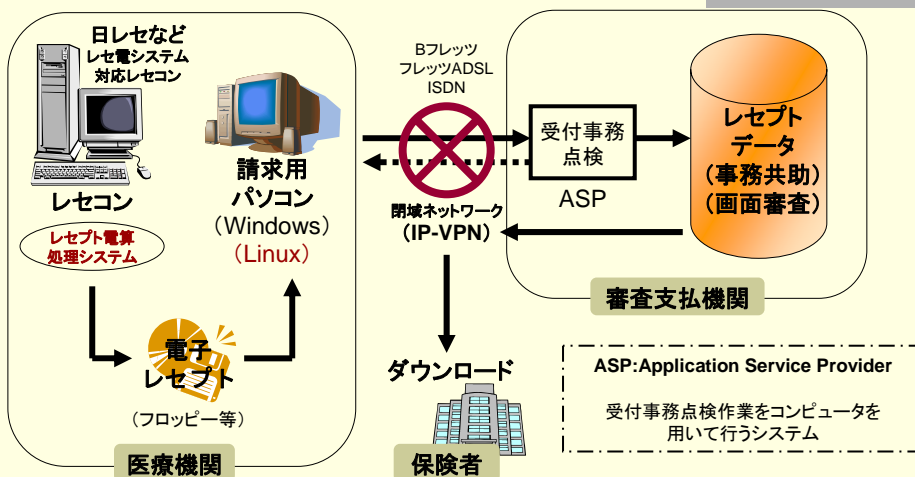 日レセなど
レセ電システム
対応レセコン
レセコン
レセプト電算
処理システム
電子
レセプト
(フロッピー等)
請求用
パソコン
(Windows)
(Linux)
医療機関
Bフレッツ
フレッツADSL
ISDN
閉域ネットワーク
(IP-VPN)
受付事務
点検
ASP
レセプト
データ
(事務共助)
(画面審査)
審査支払機関
ダウンロード
保険者
ASP:Application Service Provider
受付事務点検作業をコンピュータを
用いて行うシステム